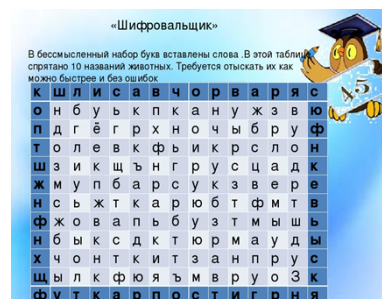 «Шифровальщик»
В бессмысленный набор букв вставлены слова .В этой таблице
спрятано 10 названий животных. Требуется отыскать их как
можно быстрее и без ошибок
к ш л и с а в ч о р в а р я с
о н б у ь к п к а н у ж з в ю
п д г ё г р х н о ч ы б р у ф
т о л е в к ф ь и к р с л о н
ш з и к щ ъ н г р у с ц а д к
ж м у п б а р с у к з в е р е
н с ь ж т к а р ю б т ф м т в
ф ж о в а п ь б у з т м ы ш ь
н б ы к с д к т ю р м а у д ы
х ч о н т к и т з а н п р у с
щ ы л к ф ю я ъ м в р у о З к
ф у т к а р п о с т и г р н я
45